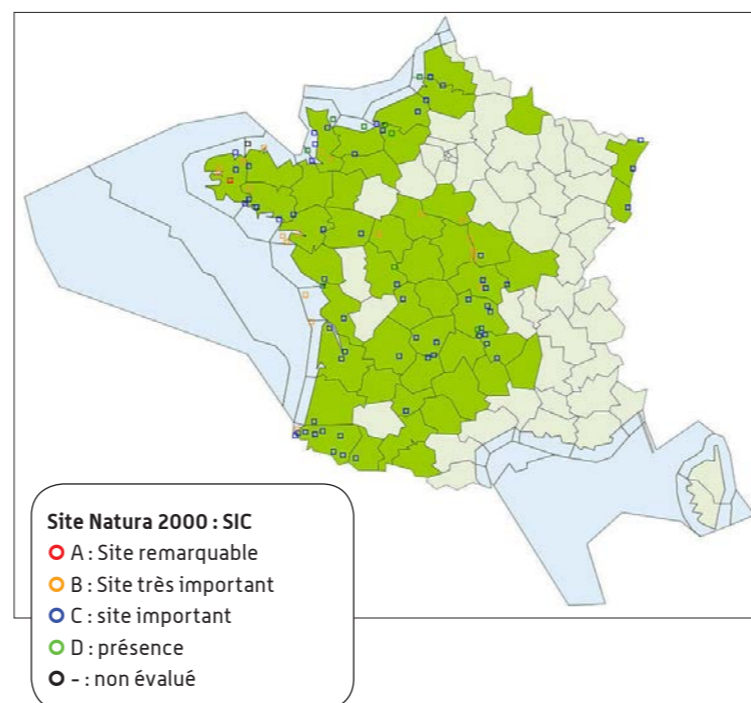 Site Natura 2000 : SIC
A : Site remarquable
B : Site très important
C : site important
D : présence
- : non évalué